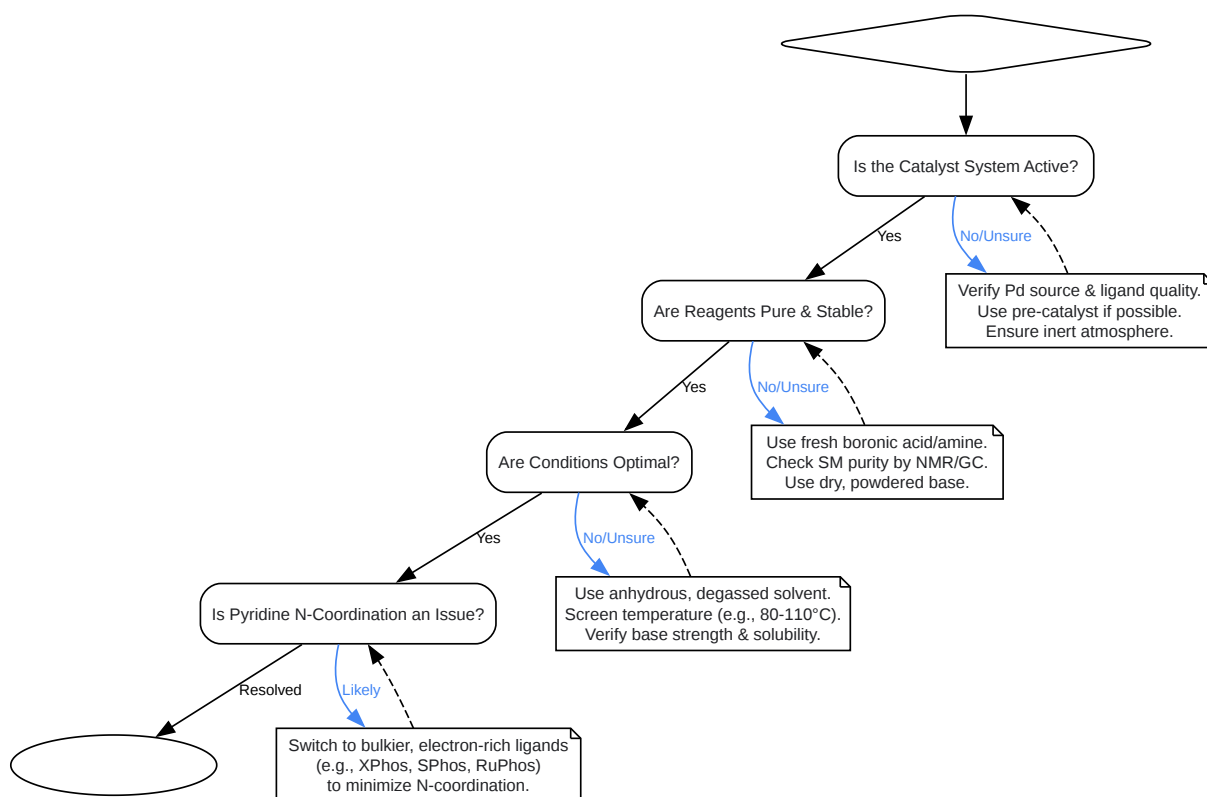 Is the Catalyst System Active?
Yes
No/Unsure
Verify Pd source & ligand quality.
Use pre-catalyst if possible.
Ensure inert atmosphere.
Are Reagents Pure & Stable?
Yes
No/Unsure
Use fresh boronic acid/amine.
Check SM purity by NMR/GC.
Use dry, powdered base.
Are Conditions Optimal?
Yes
No/Unsure
Use anhydrous, degassed solvent.
Screen temperature (e.g., 80-110°C).
Verify base strength & solubility.
Is Pyridine N-Coordination an Issue?
Resolved
Likely
Switch to bulkier, electron-rich ligands
(e.g., XPhos, SPhos, RuPhos)
to minimize N-coordination.